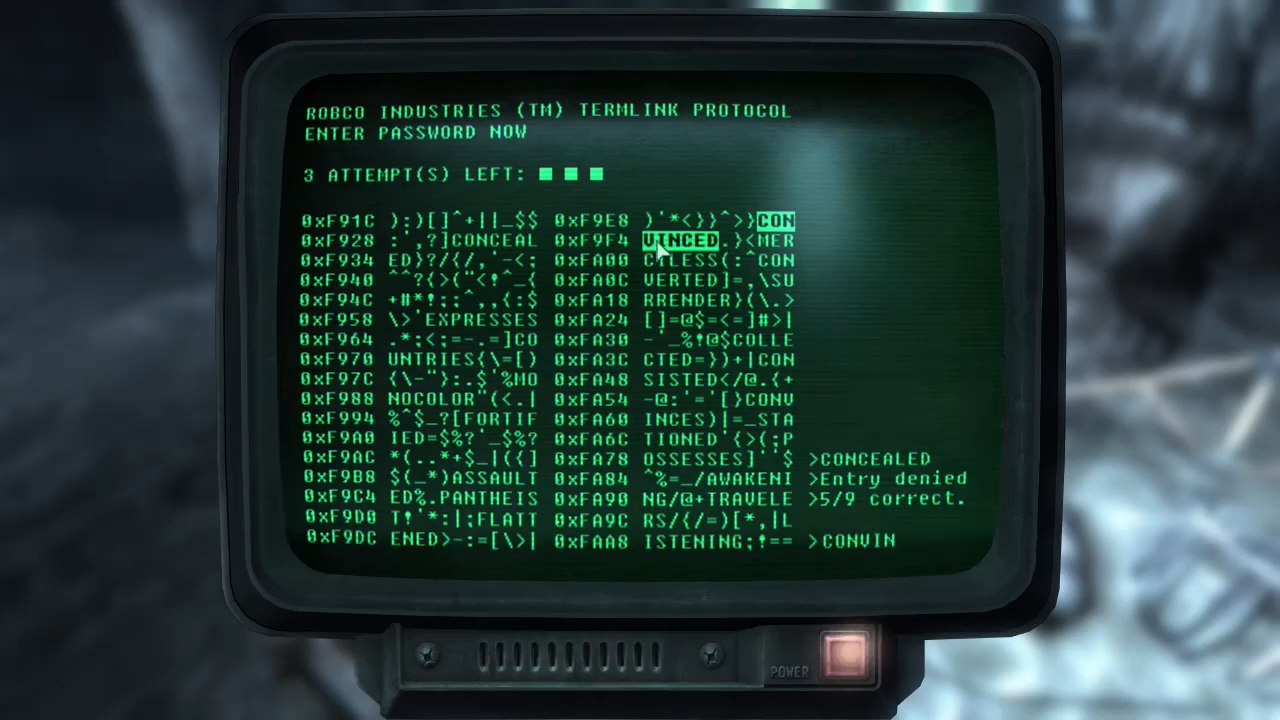 ROBCO INDUSTRIES (TM) TERMLINK PROTOCOL
ENTER PASSWORD NOW
3 ATTEMPT(S) LEFT:
0xF91C ):)[]^+||_$$ 0xF9E8 )'*<}}^>}CON
0xF928 :',?]CONCEAL 0xF9F4 VINCED.}<MER
0xF934 ED}?/{/,'-<; 0xFA00 CILESS(:^CON
0xF940 ^^?{>("<!^_{ 0xFA0C VERTED]=,\SU
0xF94C +#*!;;^,,{:$ 0xFA18 RRENDER}(\.>
0xF958 \>'EXPRESSES 0xFA24 []=@$=<=]#>|
0xF964 .*;<;=-.=]CO 0xFA30 -'_%!@$COLLE
0xF970 UNTRIES{\=[) 0xFA3C CTED=})+|CON
0xF97C {\-"}:.$'%MO 0xFA48 SISTED</@.{+
0xF988 NOCOLOR"(<.| 0xFA54 -@:'='[}CONV
0xF994 %^$_?[FORTIF 0xFA60 INCES)|=_STA
0xF9A0 IED=$%?'_$%? 0xFA6C TIONED'{>(;P
0xF9AC *(..*+$_|({] 0xFA78 OSSESSES]''$ >CONCEALED
0xF9B8 $(_*)ASSAULT 0xFA84 ^%=_/AWAKENI >Entry denied
0xF9C4 ED%.PANTHEIS 0xFA90 NG/@+TRAVELE >5/9 correct.
0xF9D0 T!'*:|;FLATT 0xFA9C RS/{/=)[*,|L
0xF9DC ENED>-:=[\>| 0xFAA8 ISTENING;!== >CONVIN
POWER